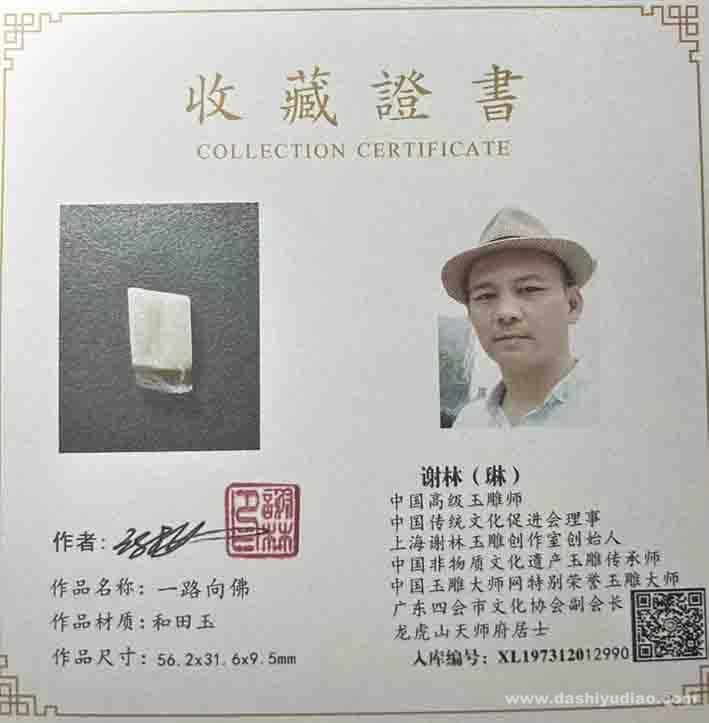 收藏證書
COLLECTION CERTIFICATE
谢林(琳)
中国高级玉雕师
中国传统文化促进会理事
上海谢林玉雕创作室创始人
中国非物质文化遗产玉雕传承师
中国玉雕大师网特别荣誉玉雕大师
广东四会市文化协会副会长
龙虎山天师府居士
入库编号:XL197312012990
作者:
作品名称:一路向佛
作品材质:和田玉
作品尺寸:56.2x31.6x9.5mm
www.dashiyudiao.com